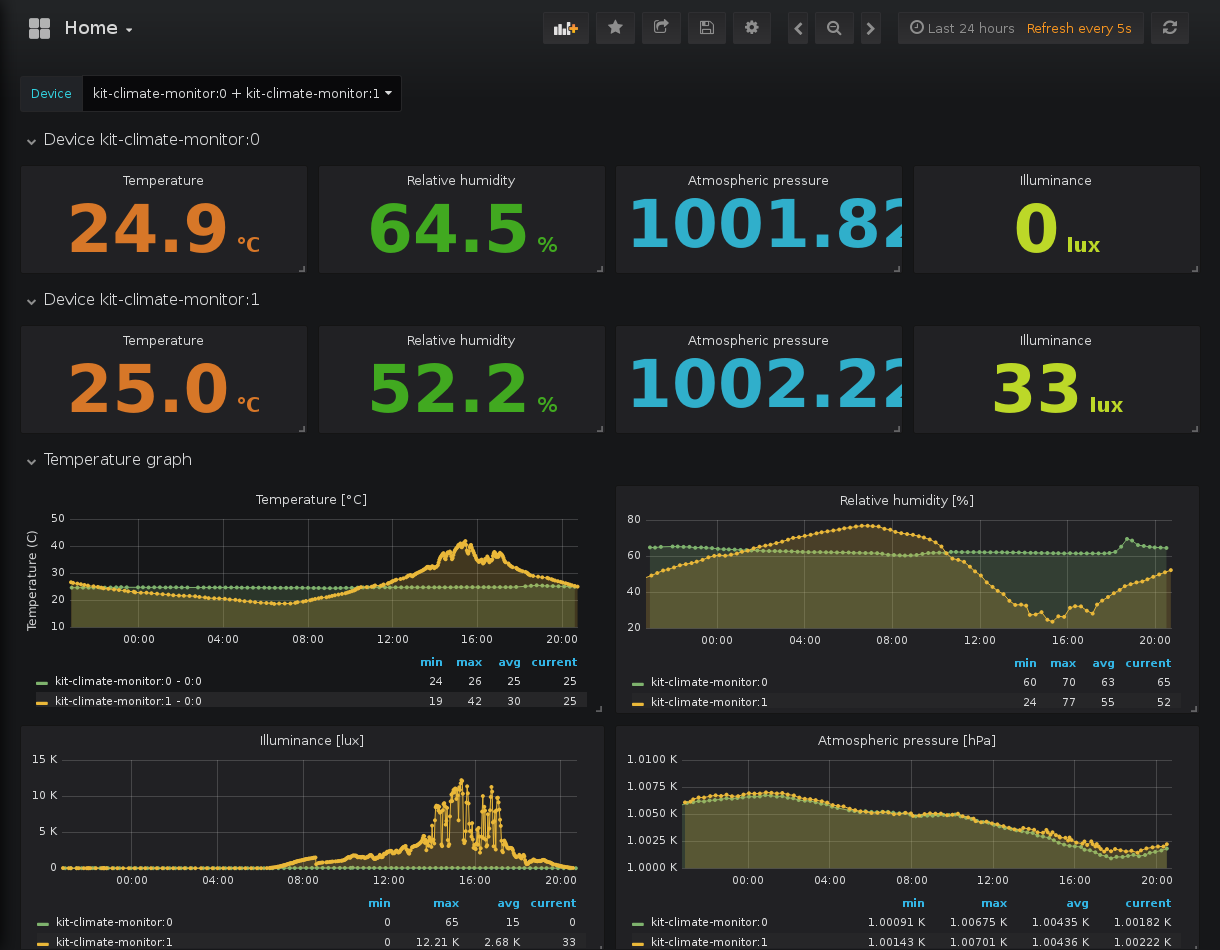 Home
Last 24 hours Refresh every 5s
Device kit-climate-monitor:0 + kit-climate-monitor:1
Device kit-climate-monitor:0
Temperature
24.9 °C
Relative humidity
64.5 %
Atmospheric pressure
1001.82
Illuminance
0 lux
Device kit-climate-monitor:1
Temperature
25.0 °C
Relative humidity
52.2 %
Atmospheric pressure
1002.22
Illuminance
33 lux
Temperature graph
Temperature [°C]
Temperature (C)
50
40
30
20
10
00:00 04:00 08:00 12:00 16:00 20:00
min max avg current
kit-climate-monitor:0 - 0:0 24 26 25 25
kit-climate-monitor:1 - 0:0 19 42 30 25
Relative humidity [%]
80
60
40
20
00:00 04:00 08:00 12:00 16:00 20:00
min max avg current
kit-climate-monitor:0 60 70 63 65
kit-climate-monitor:1 24 77 55 52
Illuminance [lux]
15 K
10 K
5 K
0
00:00 04:00 08:00 12:00 16:00 20:00
min max avg current
kit-climate-monitor:0 0 65 15 0
kit-climate-monitor:1 0 12.21 K 2.68 K 33
Atmospheric pressure [hPa]
1.0100 K
1.0075 K
1.0050 K
1.0025 K
1.0000 K
00:00 04:00 08:00 12:00 16:00 20:00
min max avg current
kit-climate-monitor:0 1.00091 K 1.00675 K 1.00435 K 1.00182 K
kit-climate-monitor:1 1.00143 K 1.00701 K 1.00436 K 1.00222 K